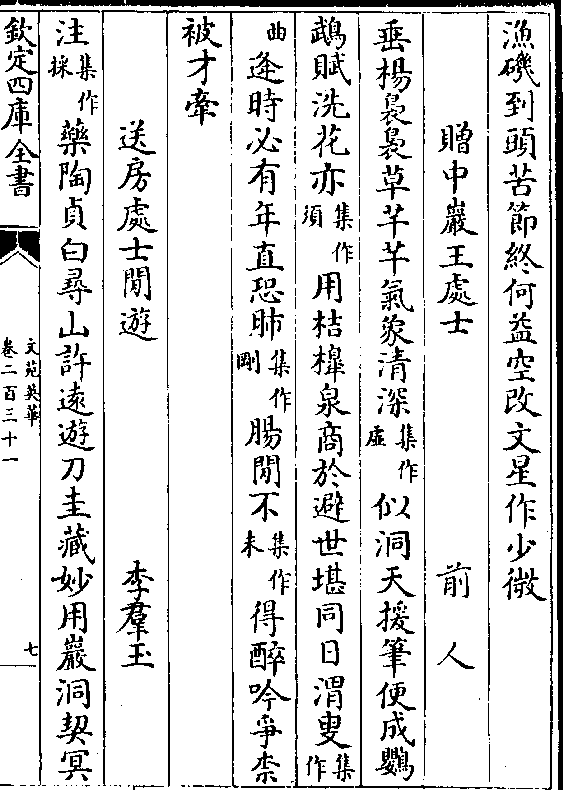 漁磯到頭苦節終何益空改文星作少微
贈中巖王處士 前人
垂楊裊裊草芊芊氣象清深集作虛似洞天援筆便成鸚
鵡賦洗花亦集作須用桔橰泉商於避世堪同日渭叟集作
曲逢時必有年直恐肺集作剛腸閒不集作未得醉吟爭柰
被才牽
送房處士閒遊 李羣玉
注集作採藥陶貞白尋山許遠遊刀圭藏妙用巖洞契冥
欽定四庫全書
文苑英華
卷二百三十一
七